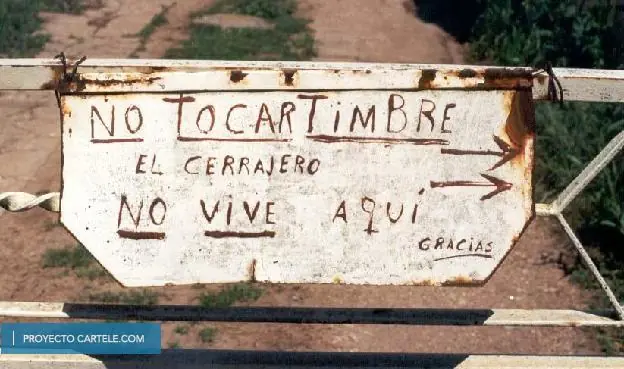 NO TOCAR TiMBRE
EL CERRAJERO
NO ViVE AQUÍ
GRACIAS
PROYECTO CARTELE.COM